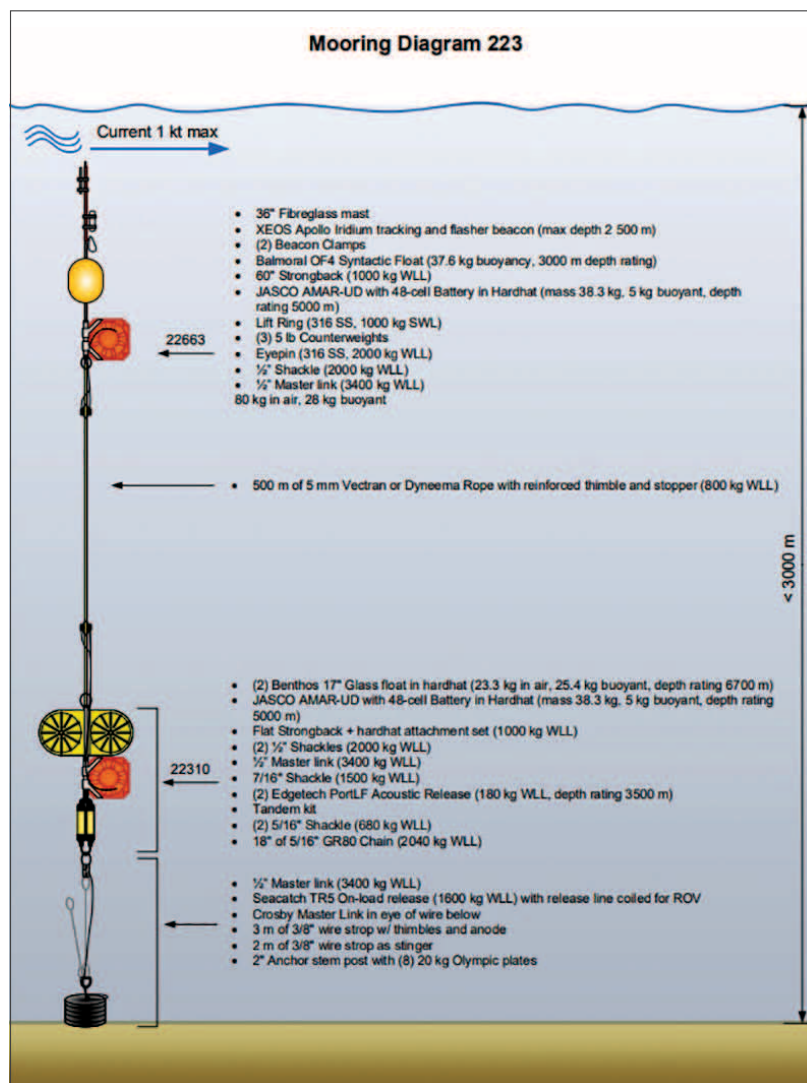 Mooring Diagram 223
Current 1 kt max
• 36" Fibreglass mast
• XEOS Apollo Iridium tracking and flasher beacon (max depth 2 500 m)
• (2) Beacon Clamps
• Balmoral OF4 Syntactic Float (37.6 kg buoyancy, 3000 m depth rating)
• 60" Strongback (1000 kg WLL)
• JASCO AMAR-UD with 48-cell Battery in Hardhat (mass 38.3 kg, 5 kg buoyant, depth
rating 5000 m)
• Lift Ring (316 SS, 1000 kg SWL)
• (3) 5 lb Counterweights
• Eyepin (316 SS, 2000 kg WLL)
• ½" Shackle (2000 kg WLL)
• ½" Master link (3400 kg WLL)
80 kg in air, 28 kg buoyant
22663
• 500 m of 5 mm Vectran or Dyneema Rope with reinforced thimble and stopper (800 kg WLL)
< 3000 m
• (2) Benthos 17" Glass float in hardhat (23.3 kg in air, 25.4 kg buoyant, depth rating 6700 m)
• JASCO AMAR-UD with 48-cell Battery in Hardhat (mass 38.3 kg, 5 kg buoyant, depth rating
5000 m)
• Flat Strongback + hardhat attachment set (1000 kg WLL)
• (2) ½" Shackles (2000 kg WLL)
• ½" Master link (3400 kg WLL)
• 7/16" Shackle (1500 kg WLL)
• (2) Edgetech PortLF Acoustic Release (180 kg WLL, depth rating 3500 m)
• Tandem kit
• (2) 5/16" Shackle (680 kg WLL)
• 18" of 5/16" GR80 Chain (2040 kg WLL)
22310
• ½" Master link (3400 kg WLL)
• Seacatch TR5 On-load release (1600 kg WLL) with release line coiled for ROV
• Crosby Master Link in eye of wire below
• 3 m of 3/8" wire strop w/ thimbles and anode
• 2 m of 3/8" wire strop as stinger
• 2" Anchor stem post with (8) 20 kg Olympic plates